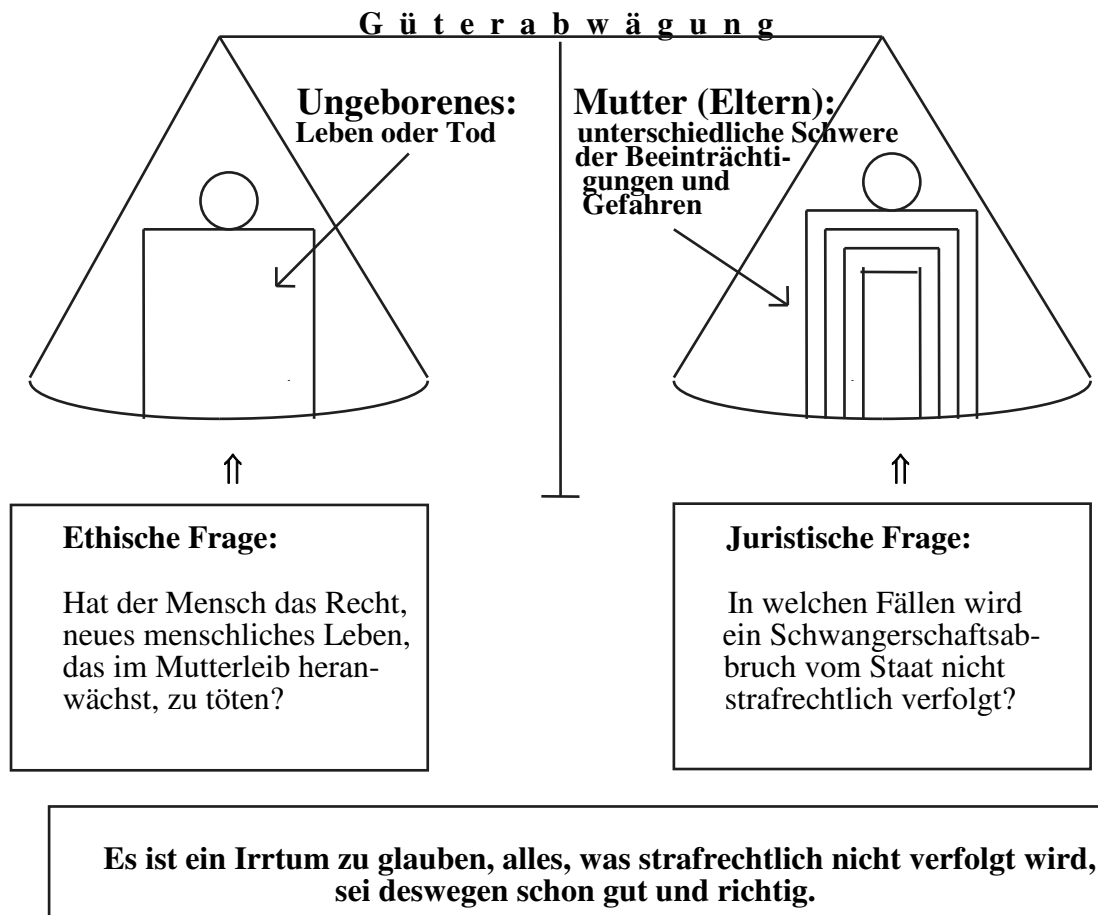 Güterabwägung
Ungeborenes:
Leben oder Tod
Mutter (Eltern):
unterschiedliche Schwere
der Beeinträchti-
gungen und
Gefahren
⇑
⇑
Ethische Frage:
Hat der Mensch das Recht,
neues menschliches Leben,
das im Mutterleib heran-
wächst, zu töten?
Juristische Frage:
In welchen Fällen wird
ein Schwangerschaftsab-
bruch vom Staat nicht
strafrechtlich verfolgt?
Es ist ein Irrtum zu glauben, alles, was strafrechtlich nicht verfolgt wird,
sei deswegen schon gut und richtig.